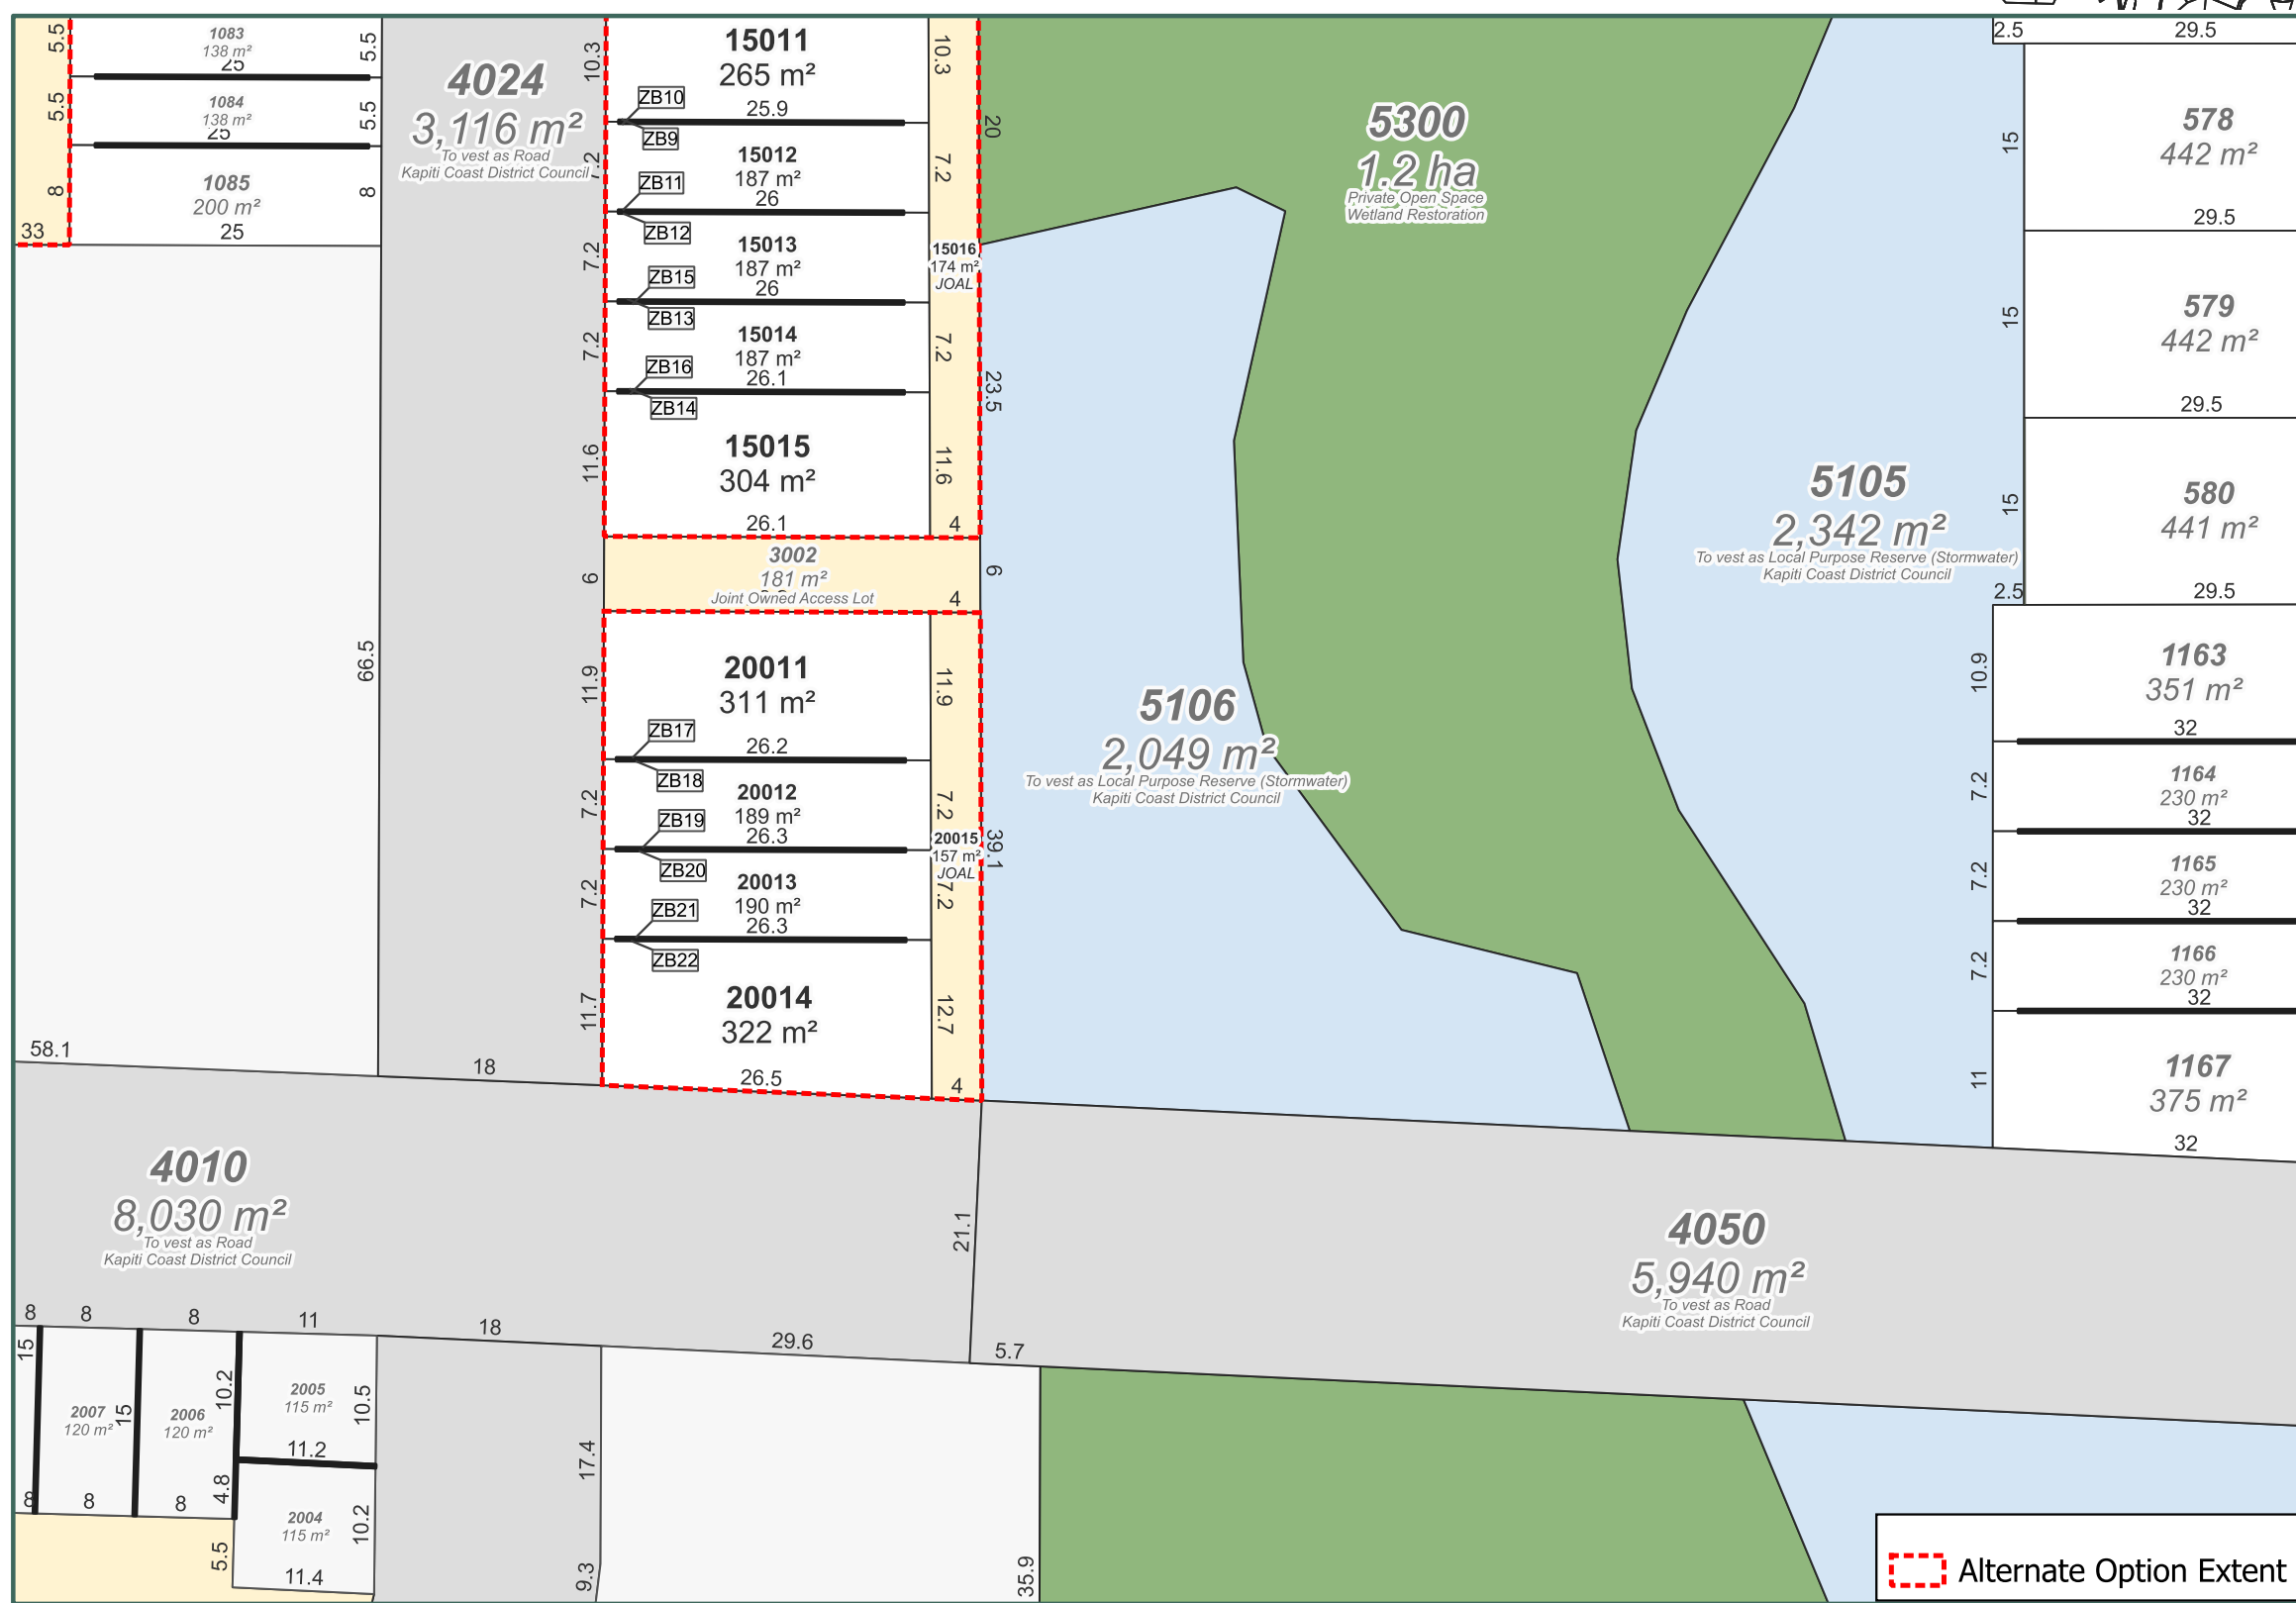 5.5
1083
138 m²
25
5.5
5.5
1084
138 m²
25
5.5
8
1085
200 m²
8
33
25
4024
3,116 m²
To vest as Road
Kapiti Coast District Council
10.3
15011
265 m²
25.9
10.3
ZB10
ZB9
7.2
15012
187 m²
26
7.2
ZB11
ZB12
7.2
15013
187 m²
26
ZB15
ZB13
15016
174 m²
JOAL
7.2
15014
187 m²
26.1
7.2
ZB16
ZB14
11.6
15015
304 m²
26.1
11.6
4
20
23.5
6
3002
181 m²
Joint Owned Access Lot
4
6
66.5
11.9
20011
311 m²
26.2
11.9
ZB17
ZB18
7.2
20012
189 m²
26.3
7.2
ZB19
ZB20
20015
157 m²
JOAL
39.1
7.2
20013
190 m²
26.3
7.2
ZB21
ZB22
11.7
20014
322 m²
26.5
12.7
4
5300
1.2 ha
Private Open Space
Wetland Restoration
5106
2,049 m²
To vest as Local Purpose Reserve (Stormwater)
Kapiti Coast District Council
5105
2,342 m²
To vest as Local Purpose Reserve (Stormwater)
Kapiti Coast District Council
2.5
29.5
15
578
442 m²
29.5
15
579
442 m²
29.5
15
580
441 m²
2.5
29.5
10.9
1163
351 m²
32
7.2
1164
230 m²
32
7.2
1165
230 m²
32
7.2
1166
230 m²
32
11
1167
375 m²
32
58.1
18
4010
8,030 m²
To vest as Road
Kapiti Coast District Council
21.1
4050
5,940 m²
To vest as Road
Kapiti Coast District Council
8
8
8
11
18
29.6
5.7
15
2007
120 m²
15
2006
120 m²
10.2
2005
115 m²
10.5
11.2
8
8
8
4.8
2004
115 m²
10.2
5.5
11.4
17.4
9.3
35.9
Alternate Option Extent